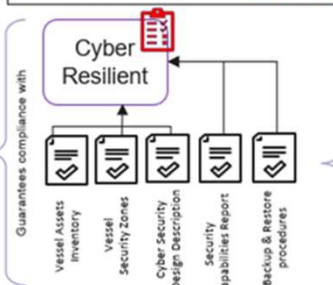 Cyber
Resilient
Guarantees compliance with
Vessel Assets
Inventory
Vessel
Security Zones
Cyber Security
Design Description
Security
Capabilities Report
Backup & Restore
procedures